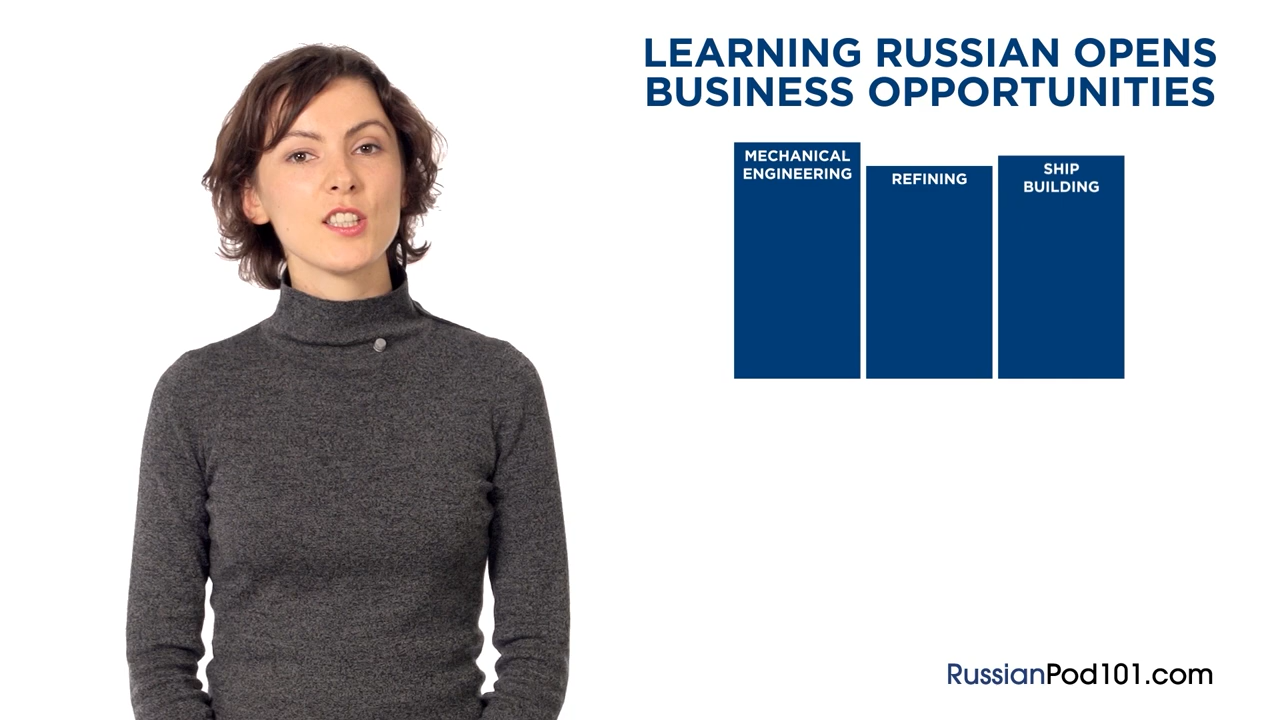 LEARNING RUSSIAN OPENS
BUSINESS OPPORTUNITIES
MECHANICAL
ENGINEERING
REFINING
SHIP
BUILDING
RussianPod101.com